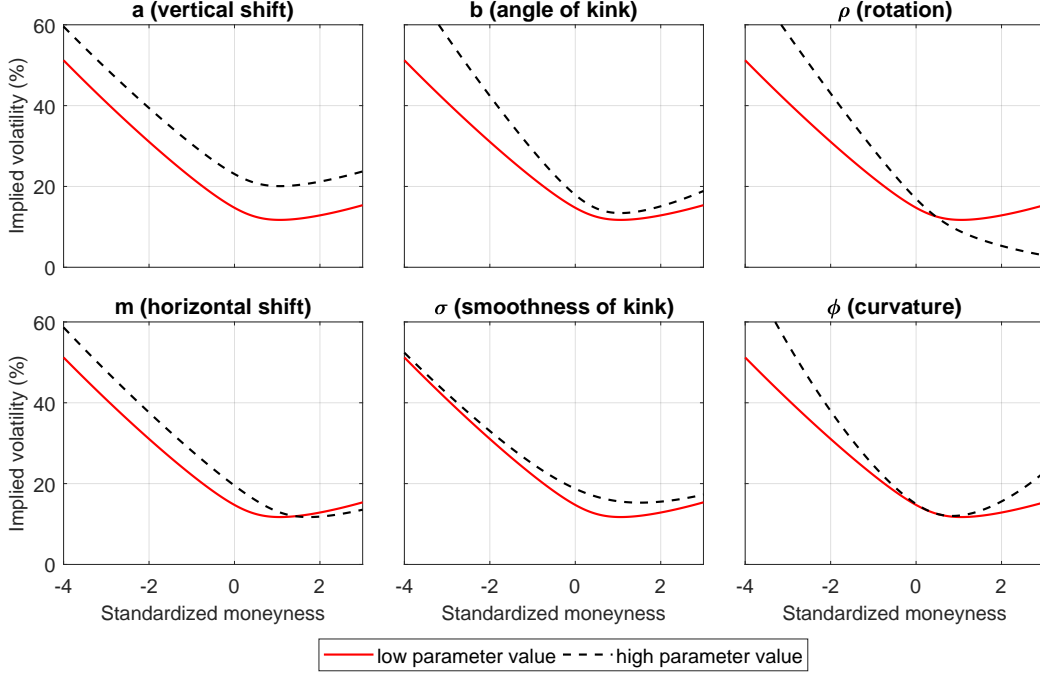 a (vertical shift)
b (angle of kink)
ρ (rotation)
Implied volatility (%)
60
40
20
0
m (horizontal shift)
σ (smoothness of kink)
ϕ (curvature)
Implied volatility (%)
60
40
20
0
-4 -2 0 2
-4 -2 0 2
-4 -2 0 2
Standardized moneyness
Standardized moneyness
Standardized moneyness
low parameter value
high parameter value